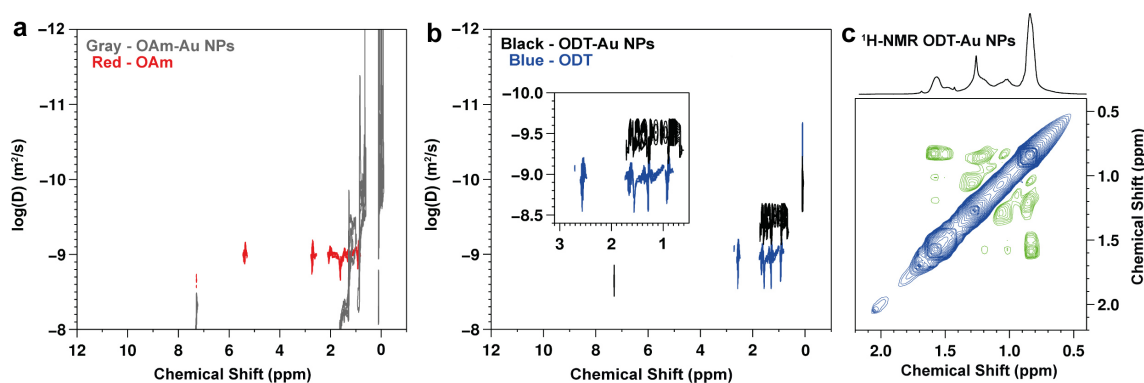 a
Gray - OAm-Au NPs
Red - OAm
log(D) (m²/s)
−12
−11
−10
−9
−8
12 10 8 6 4 2 0
Chemical Shift (ppm)
b
Black - ODT-Au NPs
Blue - ODT
log(D) (m²/s)
−12
−11
−10
−9
−8
−10.0
−9.5
−9.0
−8.5
3 2 1
12 10 8 6 4 2 0
Chemical Shift (ppm)
c
¹H-NMR ODT-Au NPs
0.5
1.0
1.5
2.0
Chemical Shift (ppm)
2.0 1.5 1.0 0.5
Chemical Shift (ppm)